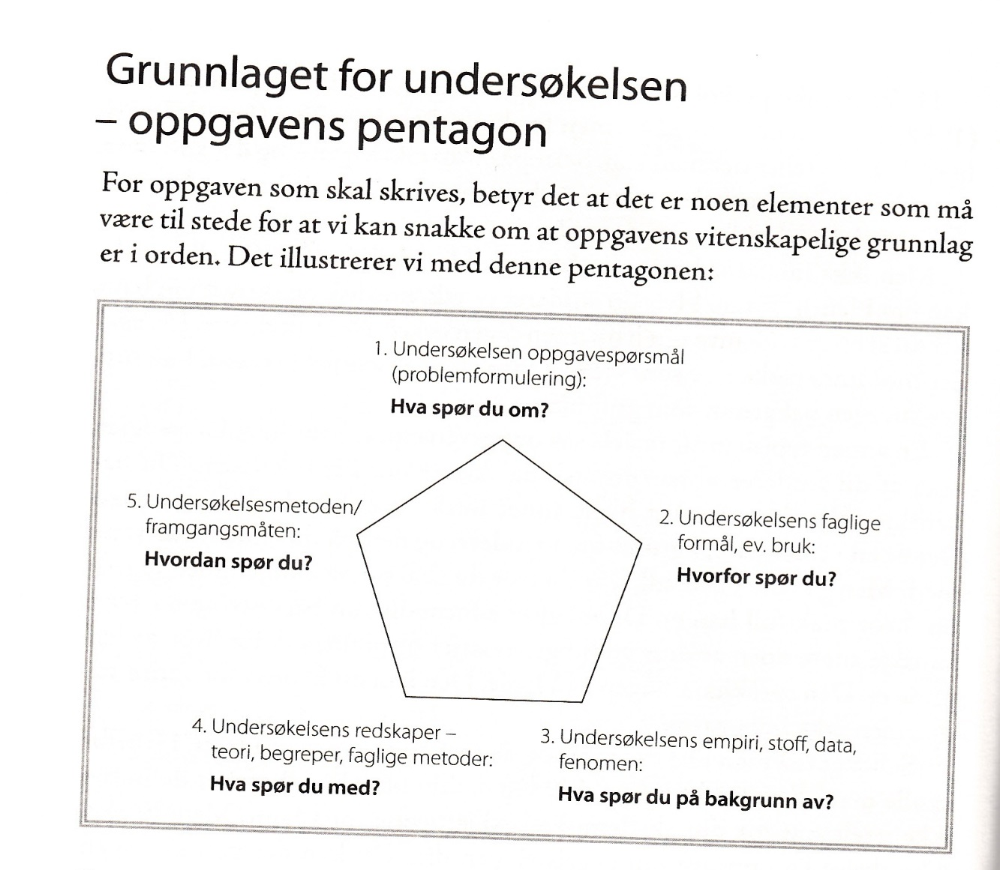 Grunnlaget for undersøkelsen
– oppgavens pentagon
For oppgaven som skal skrives, betyr det at det er noen elementer som må
være til stede for at vi kan snakke om at oppgavens vitenskapelige grunnlag
er i orden. Det illustrerer vi med denne pentagonen:
1. Undersøkelsen oppgavespørsmål
(problemformulering):
Hva spør du om?
2. Undersøkelsens faglige
formål, ev. bruk:
Hvorfor spør du?
3. Undersøkelsens empiri, stoff, data,
fenomen:
Hva spør du på bakgrunn av?
4. Undersøkelsens redskaper –
teori, begreper, faglige metoder:
Hva spør du med?
5. Undersøkelsesmetoden/
framgangsmåten:
Hvordan spør du?